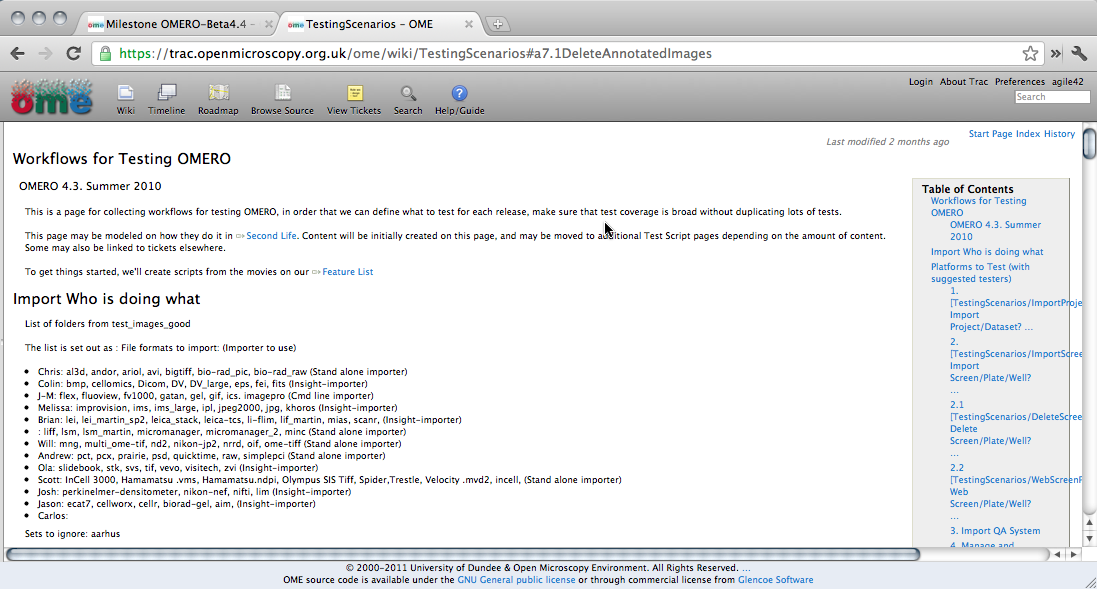 Milestone OMERO-Beta4.4 -
ome TestingScenarios - OME
https://trac.openmicroscopy.org.uk/ome/wiki/TestingScenarios#a7.1DeleteAnnotatedImages
ome
Login About Trac Preferences agile42
Wiki Timeline Roadmap Browse Source View Tickets Search Help/Guide
Search
Start Page Index History
Last modified 2 months ago
Workflows for Testing OMERO
OMERO 4.3. Summer 2010
This is a page for collecting workflows for testing OMERO, in order that we can define what to test for each release, make sure that test coverage is broad without duplicating lots of tests.
This page may be modeled on how they do it in Second Life. Content will be initially created on this page, and may be moved to additional Test Script pages depending on the amount of content.
Some may also be linked to tickets elsewhere.
To get things started, we'll create scripts from the movies on our Feature List
Import Who is doing what
List of folders from test_images_good
The list is set out as : File formats to import: (Importer to use)
• Chris: al3d, andor, ariol, avi, bigtiff, bio-rad_pic, bio-rad_raw (Stand alone importer)
• Colin: bmp, cellomics, Dicom, DV, DV_large, eps, fei, fits (Insight-importer)
• J-M: flex, fluoview, fv1000, gatan, gel, gif, ics. imagepro (Cmd line importer)
• Melissa: improvision, ims, ims_large, ipl, jpeg2000, jpg, khoros (Insight-importer)
• Brian: lei, lei_martin_sp2, leica_stack, leica-tcs, li-flim, lif_martin, mias, scanr, (Insight-importer)
• : liff, lsm, lsm_martin, micromanager, micromanager_2, minc (Stand alone importer)
• Will: mng, multi_ome-tif, nd2, nikon-jp2, nrrd, oif, ome-tiff (Stand alone importer)
• Andrew: pct, pcx, prairie, psd, quicktime, raw, simplepci (Stand alone importer)
• Ola: slidebook, stk, svs, tif, vevo, visitech, zvi (Insight-importer)
• Scott: InCell 3000, Hamamatsu .vms, Hamamatsu.ndpi, Olympus SIS Tiff, Spider,Trestle, Velocity .mvd2, incell, (Stand alone importer)
• Josh: perkinelmer-densitometer, nikon-nef, nifti, lim (Insight-importer)
• Jason: ecat7, cellworx, cellr, biorad-gel, aim, (Insight-importer)
• Carlos:
Sets to ignore: aarhus
Table of Contents
Workflows for Testing
OMERO
OMERO 4.3. Summer
2010
Import Who is doing what
Platforms to Test (with
suggested testers)
1.
[TestingScenarios/ImportProje
Import
Project/Dataset? ...
2.
[TestingScenarios/ImportScree
Import
Screen/Plate/Well?
...
2.1
[TestingScenarios/DeleteScree
Delete
Screen/Plate/Well?
...
2.2
[TestingScenarios/WebScreenP
Web
Screen/Plate/Well?
...
3. Import QA System
4. Manage and
© 2000-2011 University of Dundee & Open Microscopy Environment. All Rights Reserved. ...
OME source code is available under the GNU General public license or through commercial license from Glencoe Software